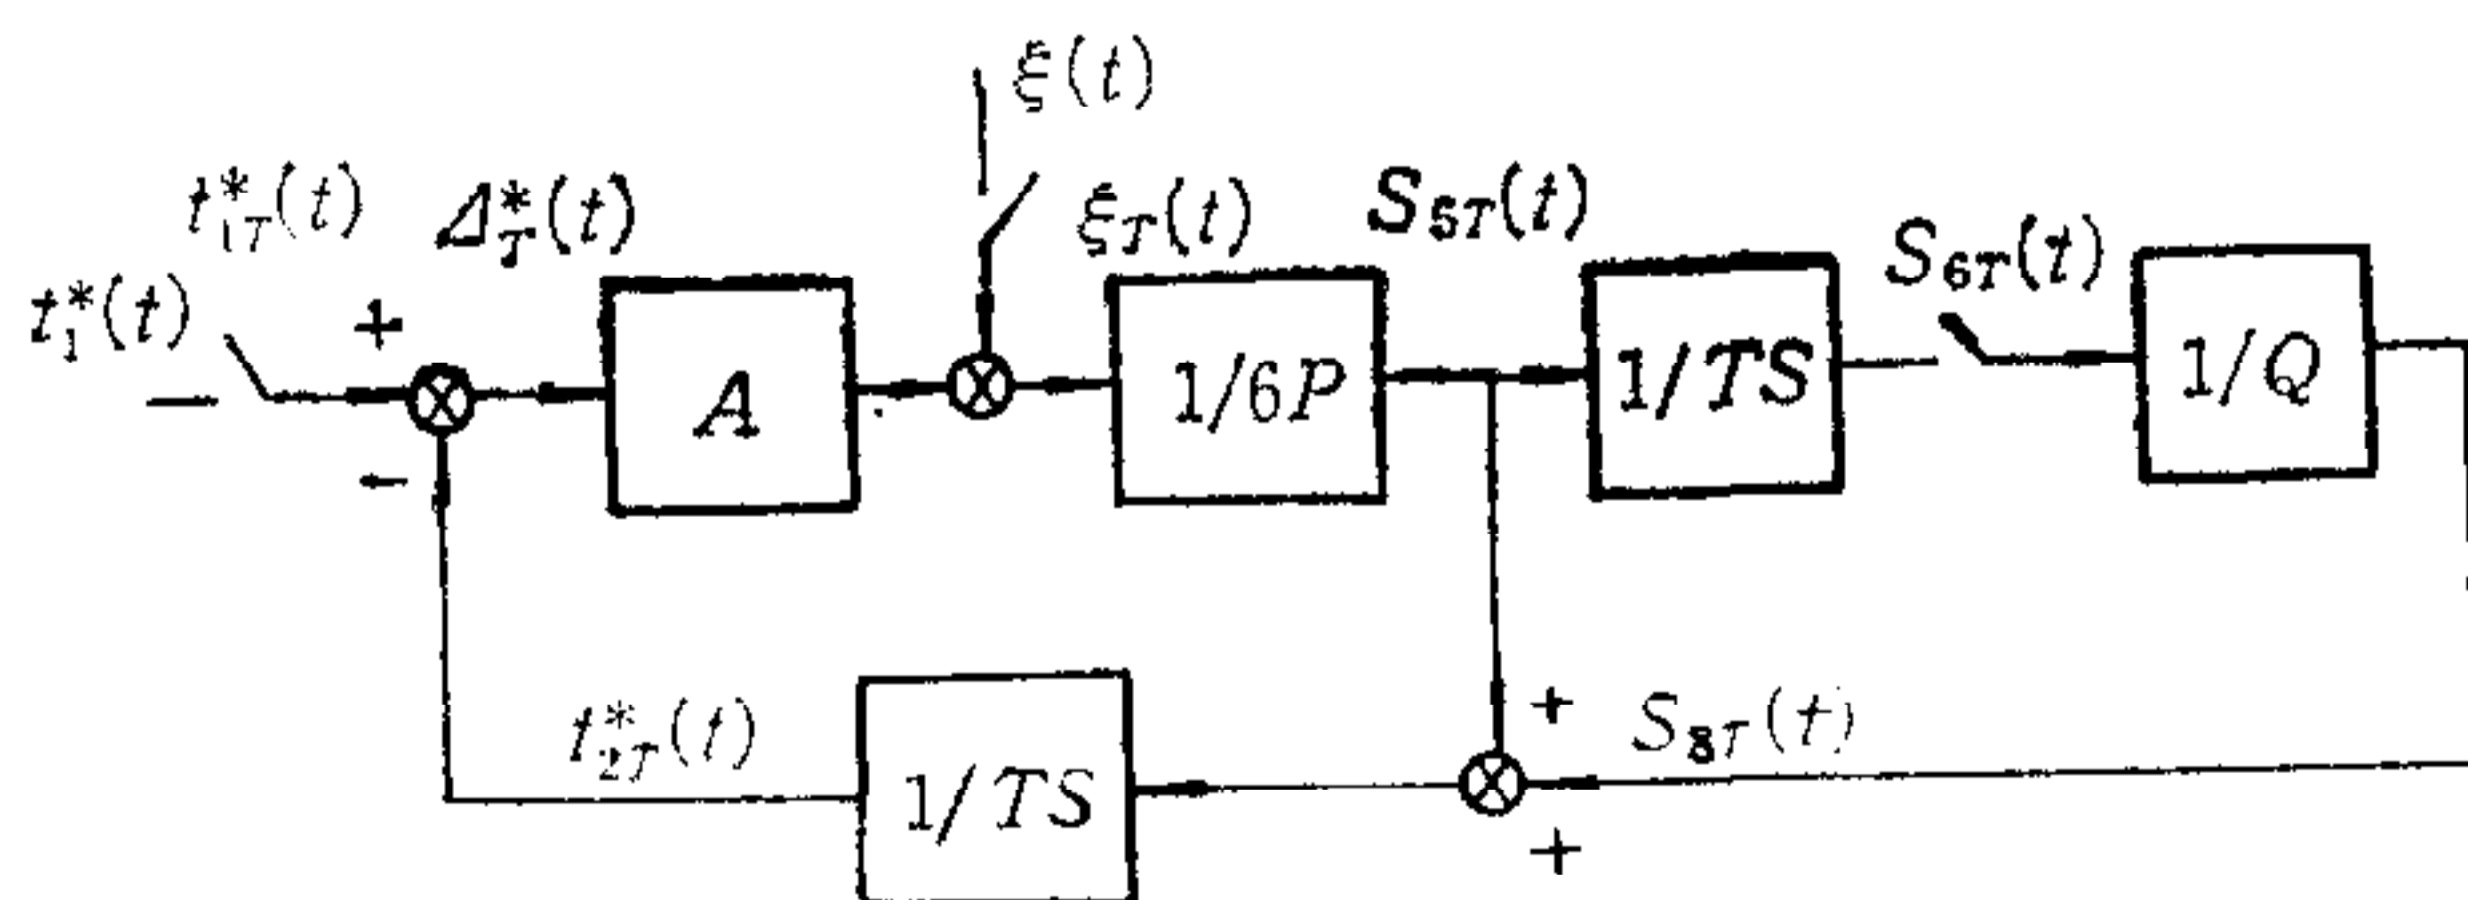 ξ(t)
t*₁T(t)
Δ*T(t)
ξT(t)
S₅T(t)
t*₁(t)
+
S₆T(t)
A
1/6P
1/TS
1/Q
−
−
t*₂T(t)
1/TS
+
S₈T(t)
+